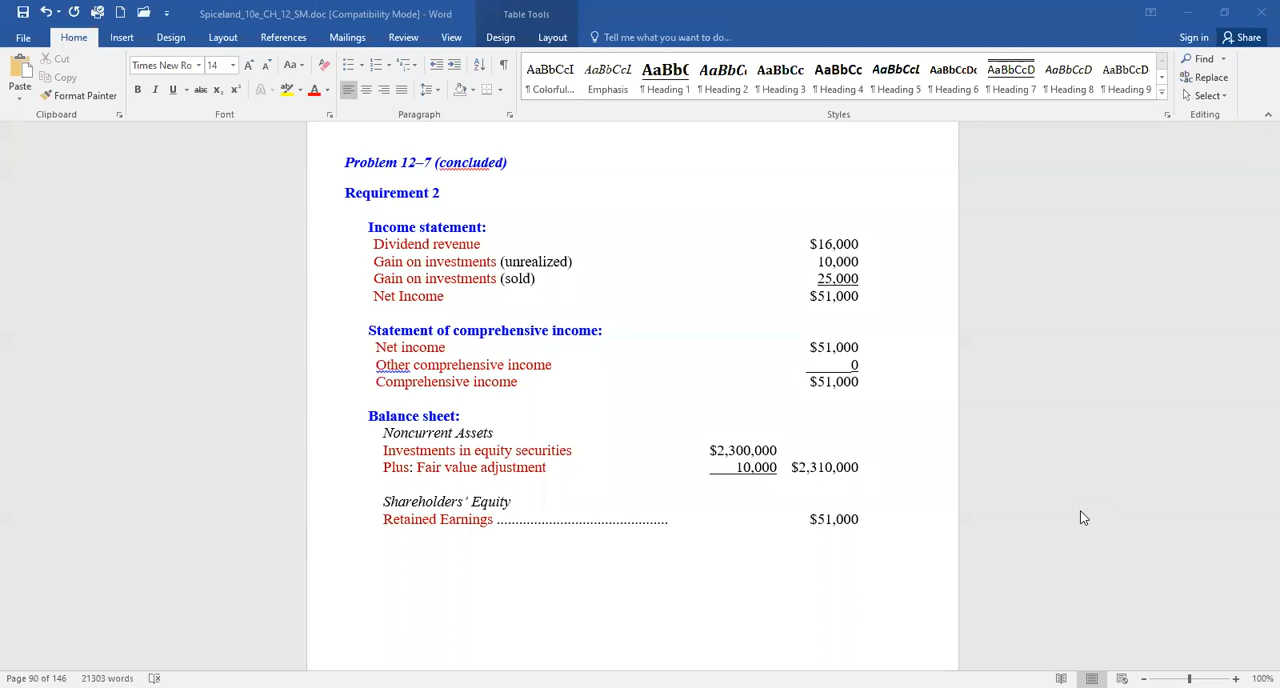 Spiceland_10e_CH_12_SM.doc [Compatibility Mode] - Word
Table Tools
File Home Insert Design Layout References Mailings Review View Design Layout Tell me what you want to do... Sign in Share
Paste
Cut
Copy
Format Painter
Clipboard
Times New Ro 14
Font
Paragraph
AaBbCcI AaBbCcL AaBbC AaBbCc AaBbCc AaBbCc AaBbCcL AaBbCcDc AaBbCcD AaBbCcD AaBbCcD
¶ Colorful... Emphasis ¶ Heading 1 ¶ Heading 2 ¶ Heading 3 ¶ Heading 4 ¶ Heading 5 ¶ Heading 6 ¶ Heading 7 ¶ Heading 8 ¶ Heading 9
Styles
Find
Replace
Select
Editing
Problem 12–7 (concluded)
Requirement 2
Income statement:
Dividend revenue $16,000
Gain on investments (unrealized) 10,000
Gain on investments (sold) 25,000
Net Income $51,000
Statement of comprehensive income:
Net income $51,000
Other comprehensive income 0
Comprehensive income $51,000
Balance sheet:
Noncurrent Assets
Investments in equity securities $2,300,000
Plus: Fair value adjustment 10,000 $2,310,000
Shareholders' Equity
Retained Earnings .............................................. $51,000
Page 90 of 146 21303 words 100%